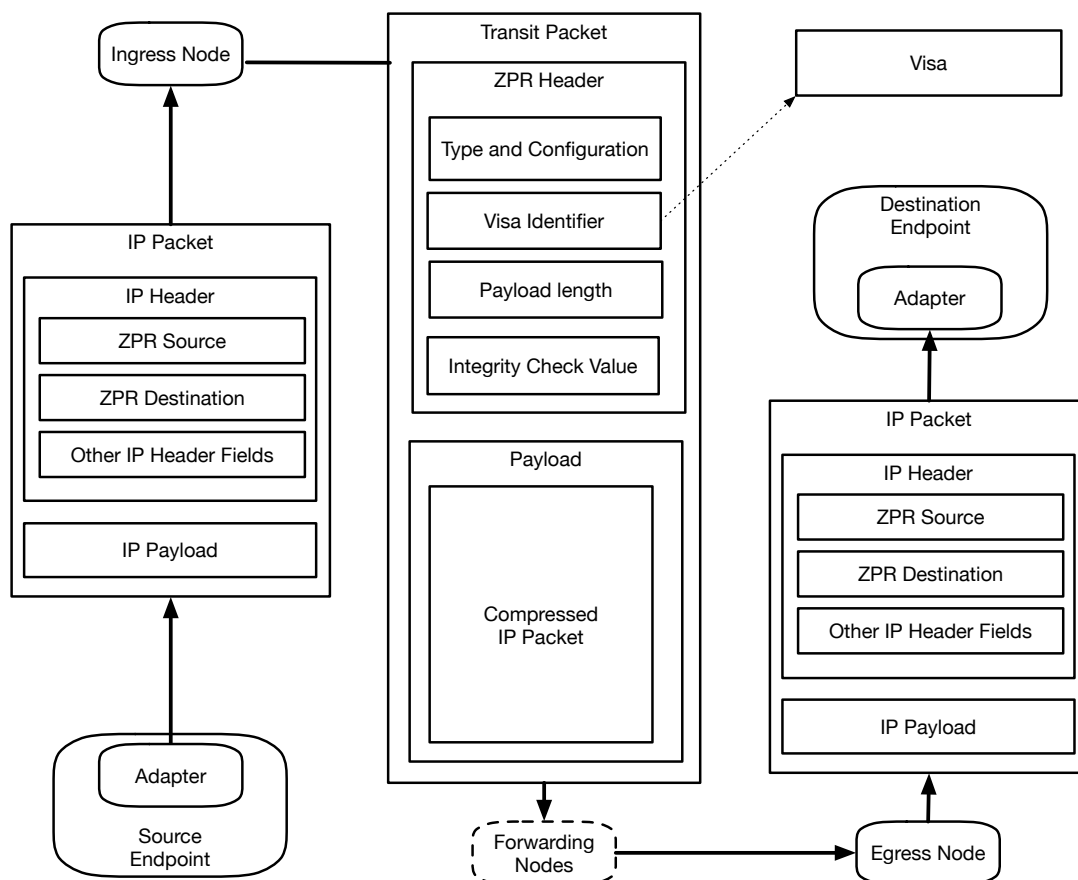 Ingress Node
IP Packet
IP Header
ZPR Source
ZPR Destination
Other IP Header Fields
IP Payload
Adapter
Source
Endpoint
Transit Packet
ZPR Header
Type and Configuration
Visa Identifier
Payload length
Integrity Check Value
Payload
Compressed
IP Packet
Forwarding
Nodes
Visa
Destination
Endpoint
Adapter
IP Packet
IP Header
ZPR Source
ZPR Destination
Other IP Header Fields
IP Payload
Egress Node